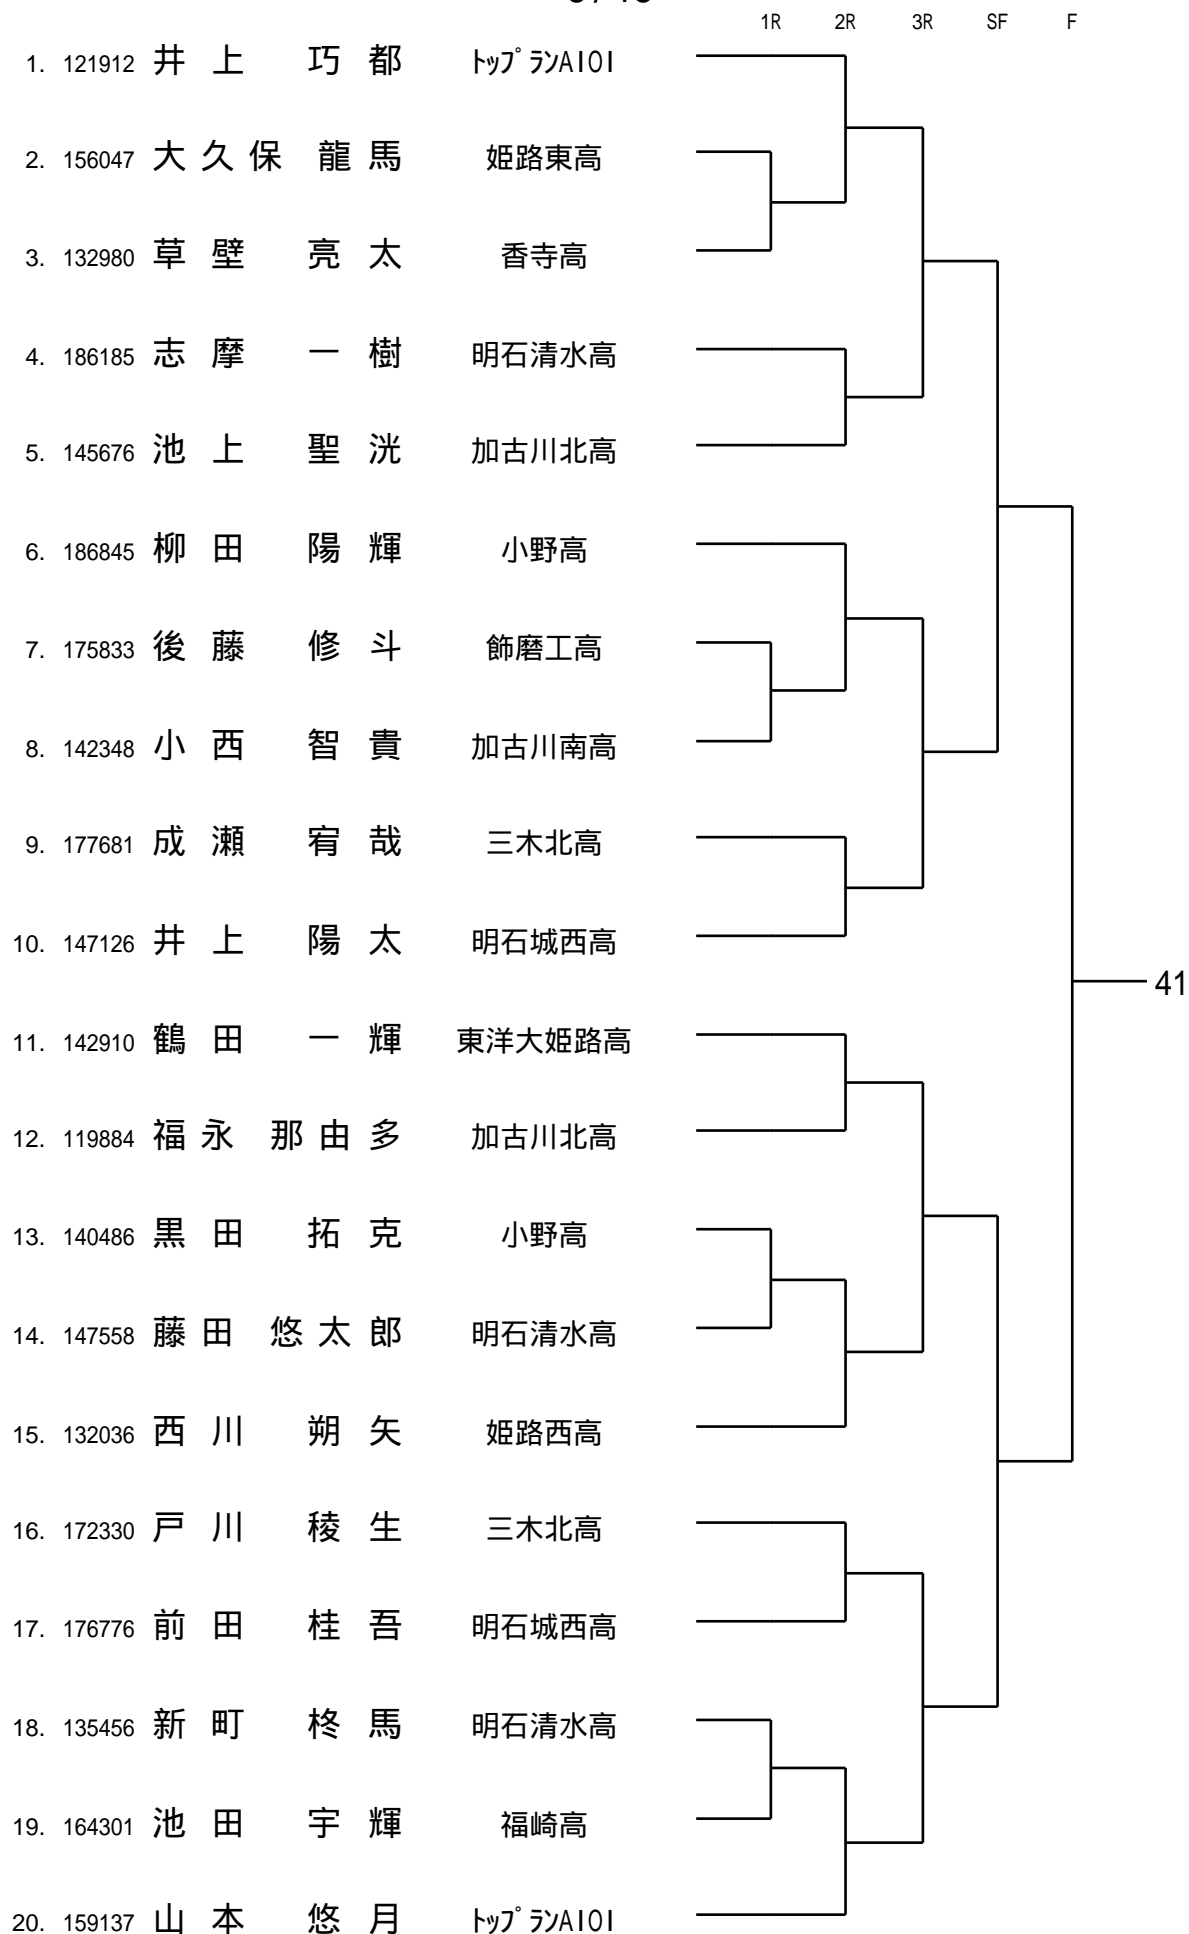 1R 2R 3R SF F
1. 121912 井上 巧都 トップランAIOI
2. 156047 大久保 龍馬 姫路東高
3. 132980 草壁 亮太 香寺高
4. 186185 志摩 一樹 明石清水高
5. 145676 池上 聖洸 加古川北高
6. 186845 柳田 陽輝 小野高
7. 175833 後藤 修斗 飾磨工高
8. 142348 小西 智貴 加古川南高
9. 177681 成瀬 宥哉 三木北高
10. 147126 井上 陽太 明石城西高
41
11. 142910 鶴田 一輝 東洋大姫路高
12. 119884 福永 那由多 加古川北高
13. 140486 黒田 拓克 小野高
14. 147558 藤田 悠太郎 明石清水高
15. 132036 西川 朔矢 姫路西高
16. 172330 戸川 稜生 三木北高
17. 176776 前田 桂吾 明石城西高
18. 135456 新町 柊馬 明石清水高
19. 164301 池田 宇輝 福崎高
20. 159137 山本 悠月 トップランAIOI